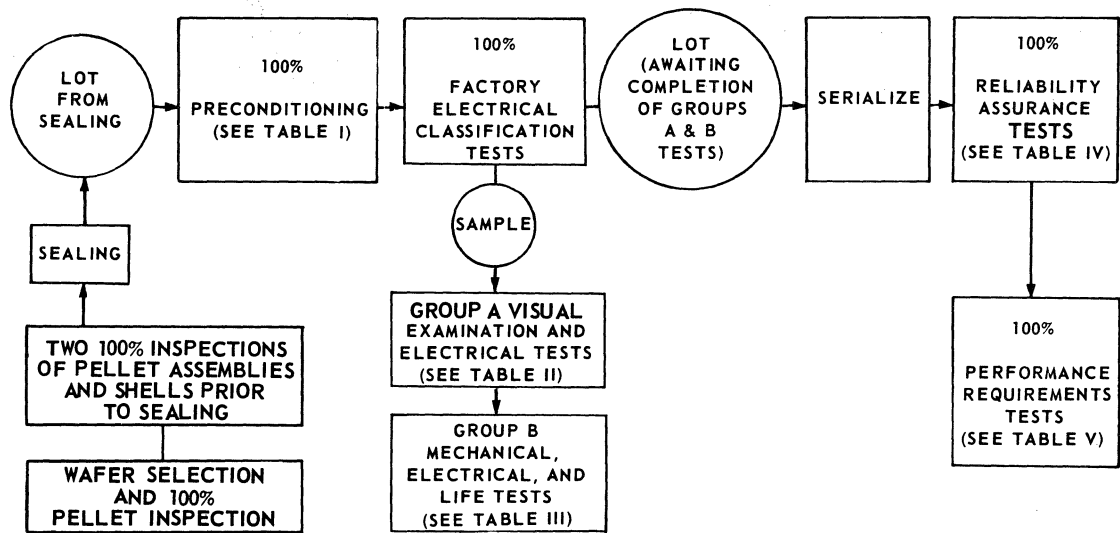 LOT
FROM
SEALING
100%
PRECONDITIONING
(SEE TABLE I)
100%
FACTORY
ELECTRICAL
CLASSIFICATION
TESTS
LOT
(AWAITING
COMPLETION
OF GROUPS
A & B
TESTS)
SERIALIZE
100%
RELIABILITY
ASSURANCE
TESTS
(SEE TABLE IV)
SEALING
SAMPLE
TWO 100% INSPECTIONS
OF PELLET ASSEMBLIES
AND SHELLS PRIOR
TO SEALING
WAFER SELECTION
AND 100%
PELLET INSPECTION
GROUP A VISUAL
EXAMINATION AND
ELECTRICAL TESTS
(SEE TABLE II)
GROUP B
MECHANICAL,
ELECTRICAL, AND
LIFE TESTS
(SEE TABLE III)
100%
PERFORMANCE
REQUIREMENTS
TESTS
(SEE TABLE V)